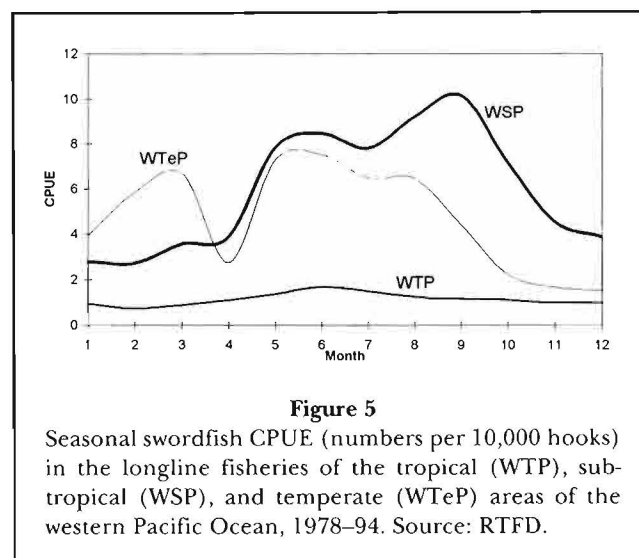 12
10
8
6
4
2
0
CPUE
WTeP
WSP
WTP
1 2 3 4 5 6 7 8 9 10 11 12
Month
Figure 5
Seasonal swordfish CPUE (numbers per 10,000 hooks)
in the longline fisheries of the tropical (WTP), sub-
tropical (WSP), and temperate (WTeP) areas of the
western Pacific Ocean, 1978–94. Source: RTFD.